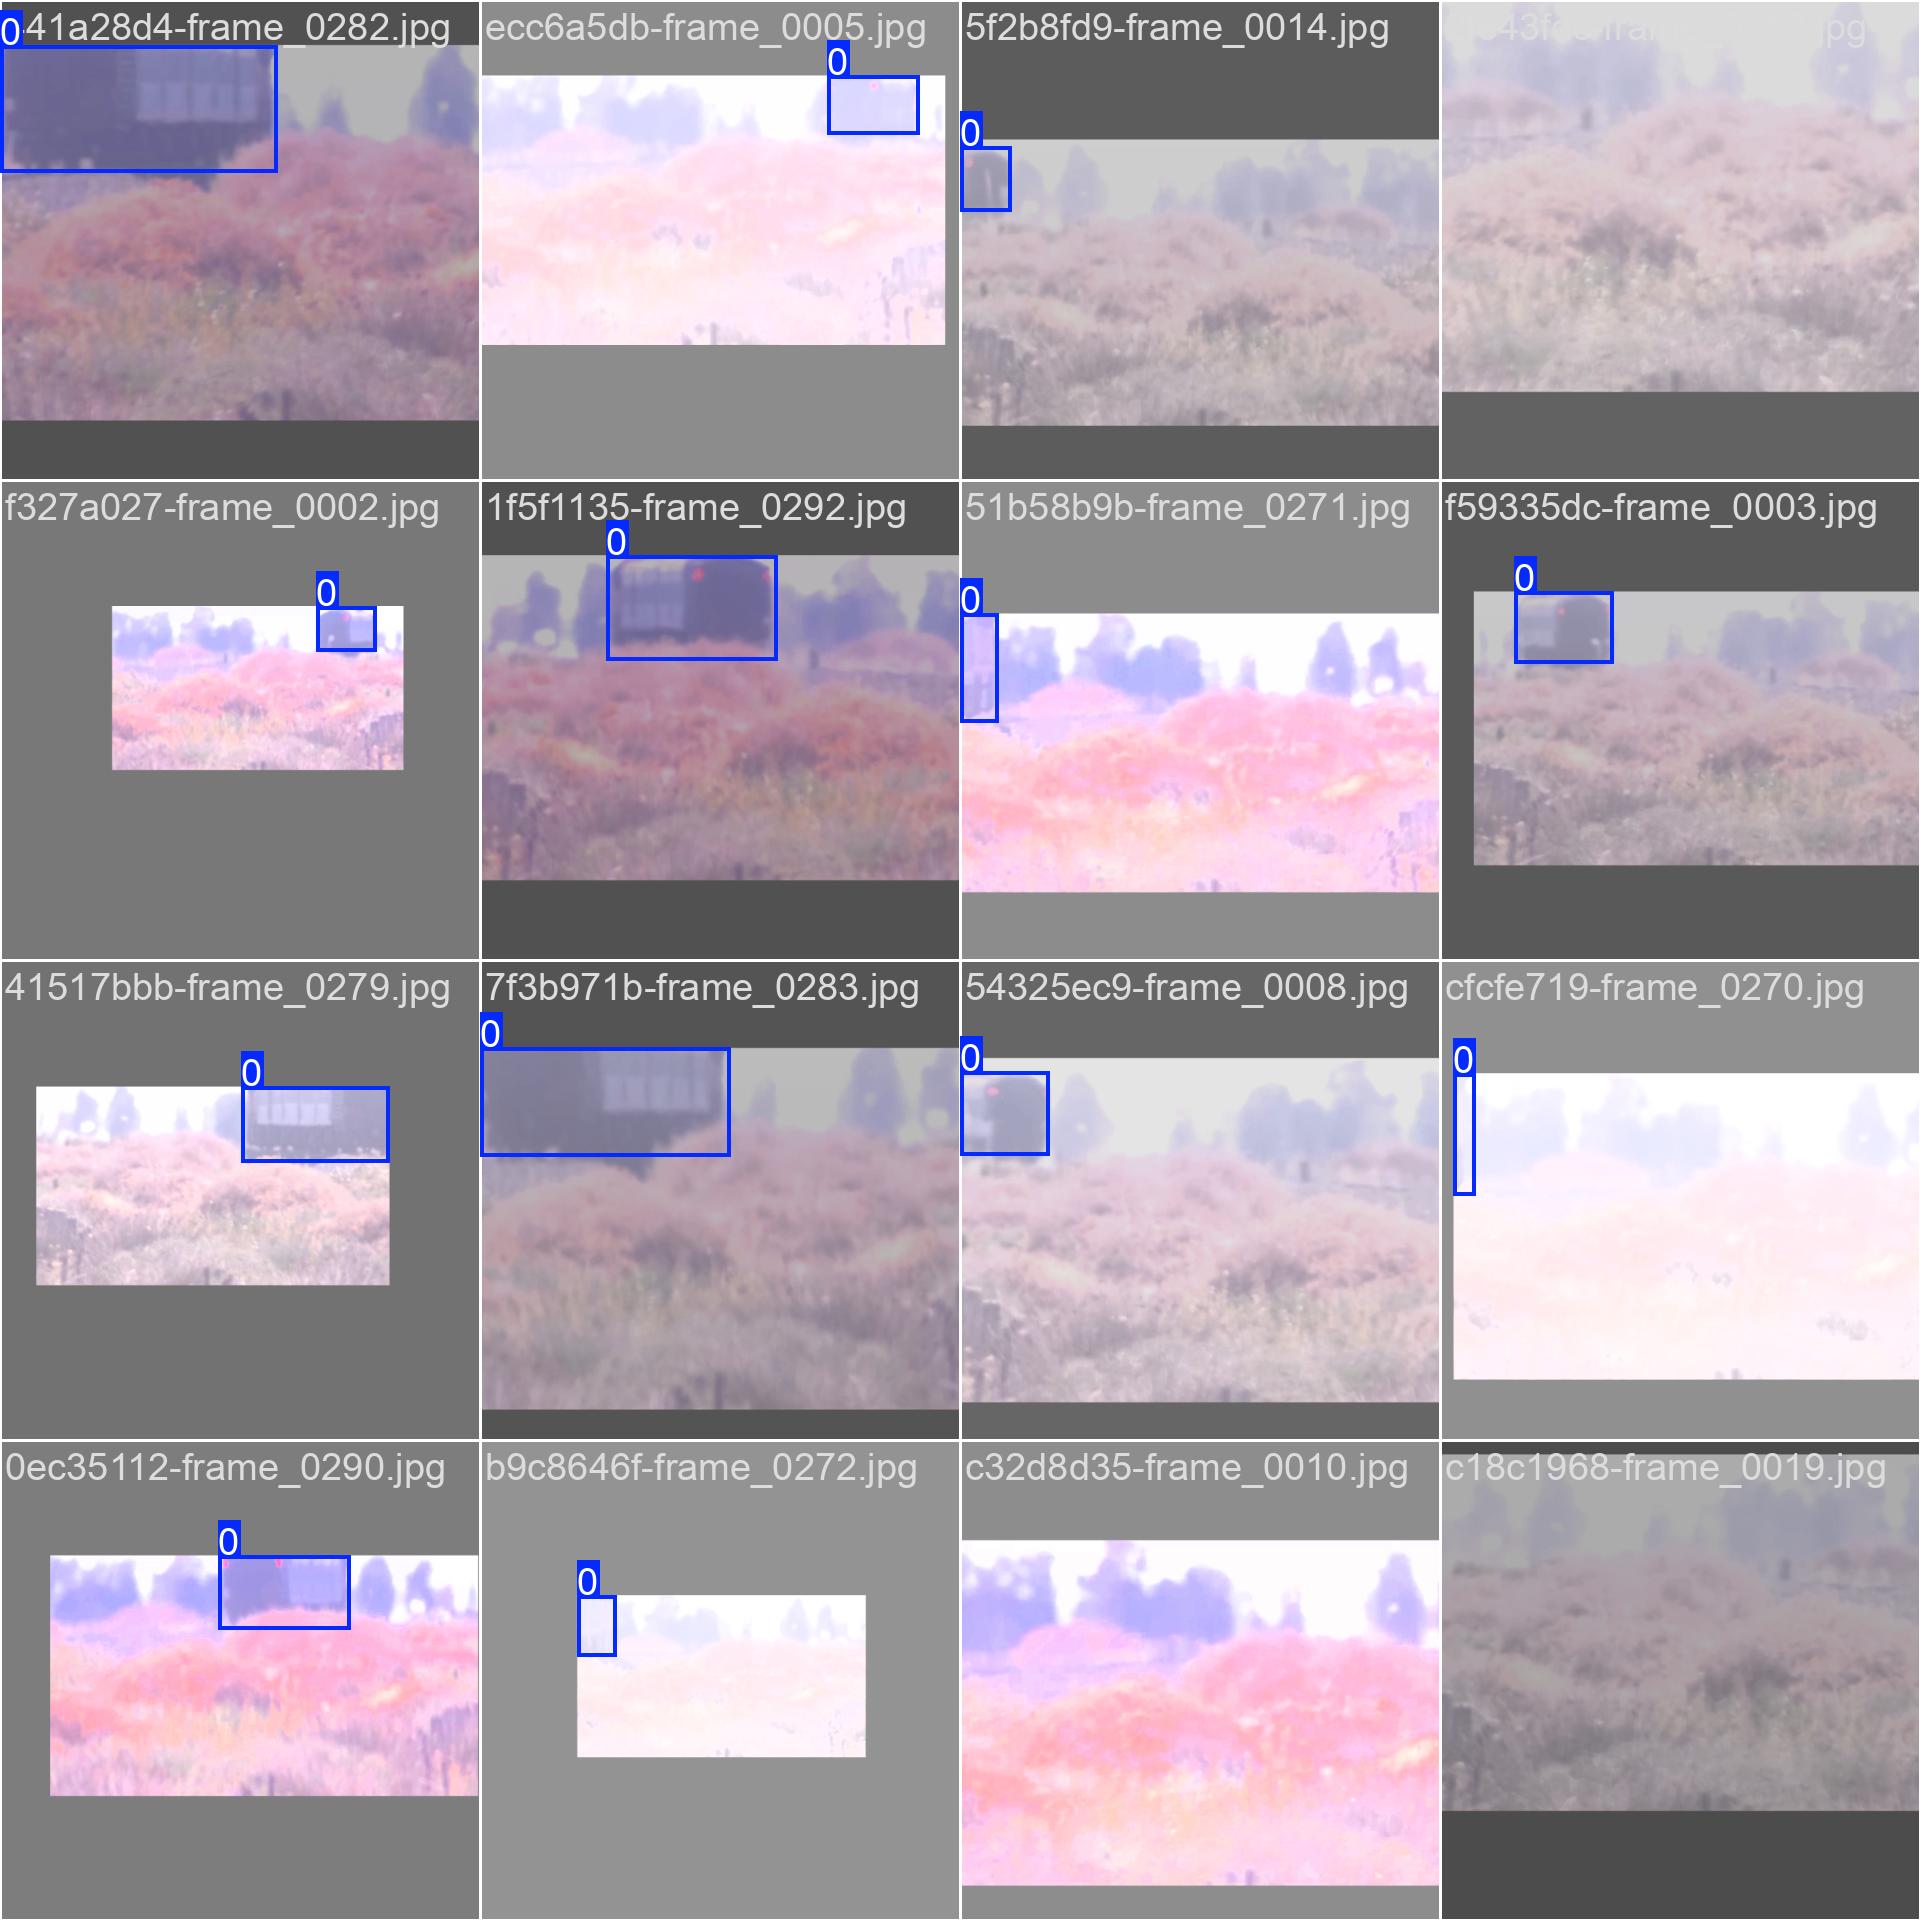 0
41a28d4-frame_0282.jpg
ecc6a5db-frame_0005.jpg
0
5f2b8fd9-frame_0014.jpg
0
f327a027-frame_0002.jpg
0
1f5f1135-frame_0292.jpg
0
51b58b9b-frame_0271.jpg
0
f59335dc-frame_0003.jpg
0
41517bbb-frame_0279.jpg
0
7f3b971b-frame_0283.jpg
0
54325ec9-frame_0008.jpg
0
cfcfe719-frame_0270.jpg
0
0ec35112-frame_0290.jpg
0
b9c8646f-frame_0272.jpg
0
c32d8d35-frame_0010.jpg
c18c1968-frame_0019.jpg